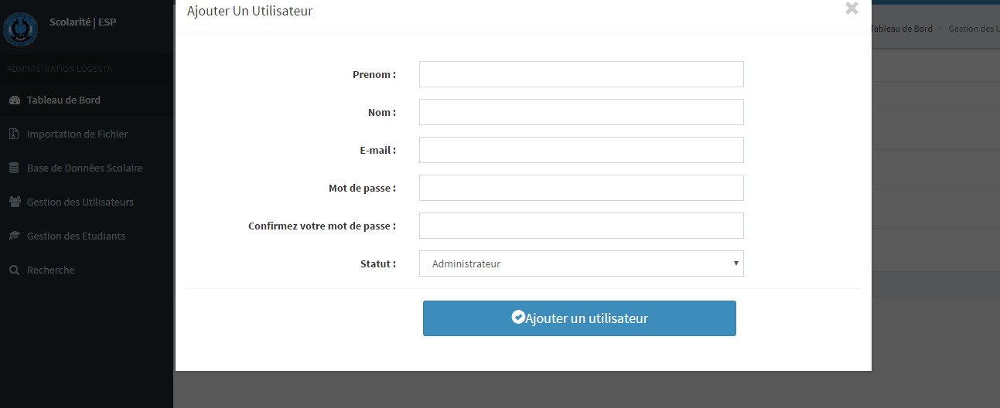 Ajouter Un Utilisateur
Scolarité | ESP
Tableau de Bord > Gestion des U
ADMINISTRATION LOGESTA
Tableau de Bord
Importation de Fichier
Base de Données Scolaire
Gestion des Utilisateurs
Gestion des Etudiants
Recherche
Prenom :
Nom :
E-mail :
Mot de passe :
Confirmez votre mot de passe :
Statut : Administrateur
Ajouter un utilisateur